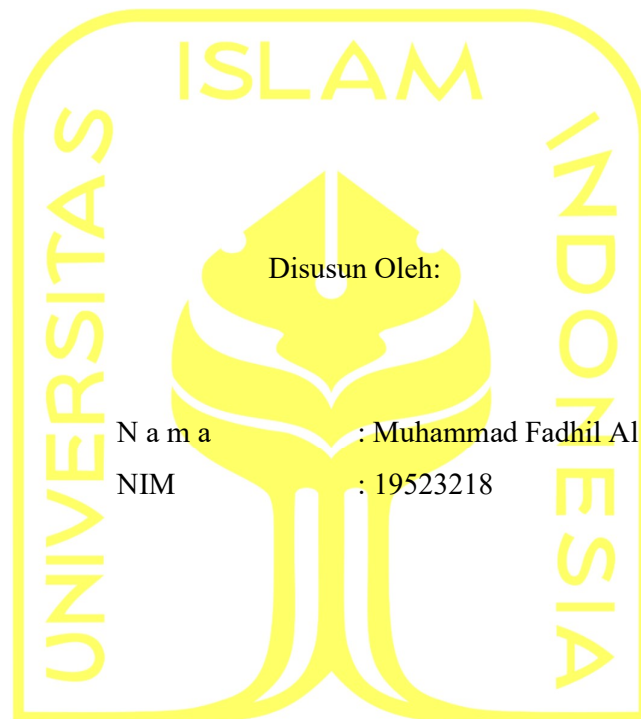 UNIVERSITAS
ISLAM
INDONESIA
Disusun Oleh:
N a m a : Muhammad Fadhil Al
NIM : 19523218